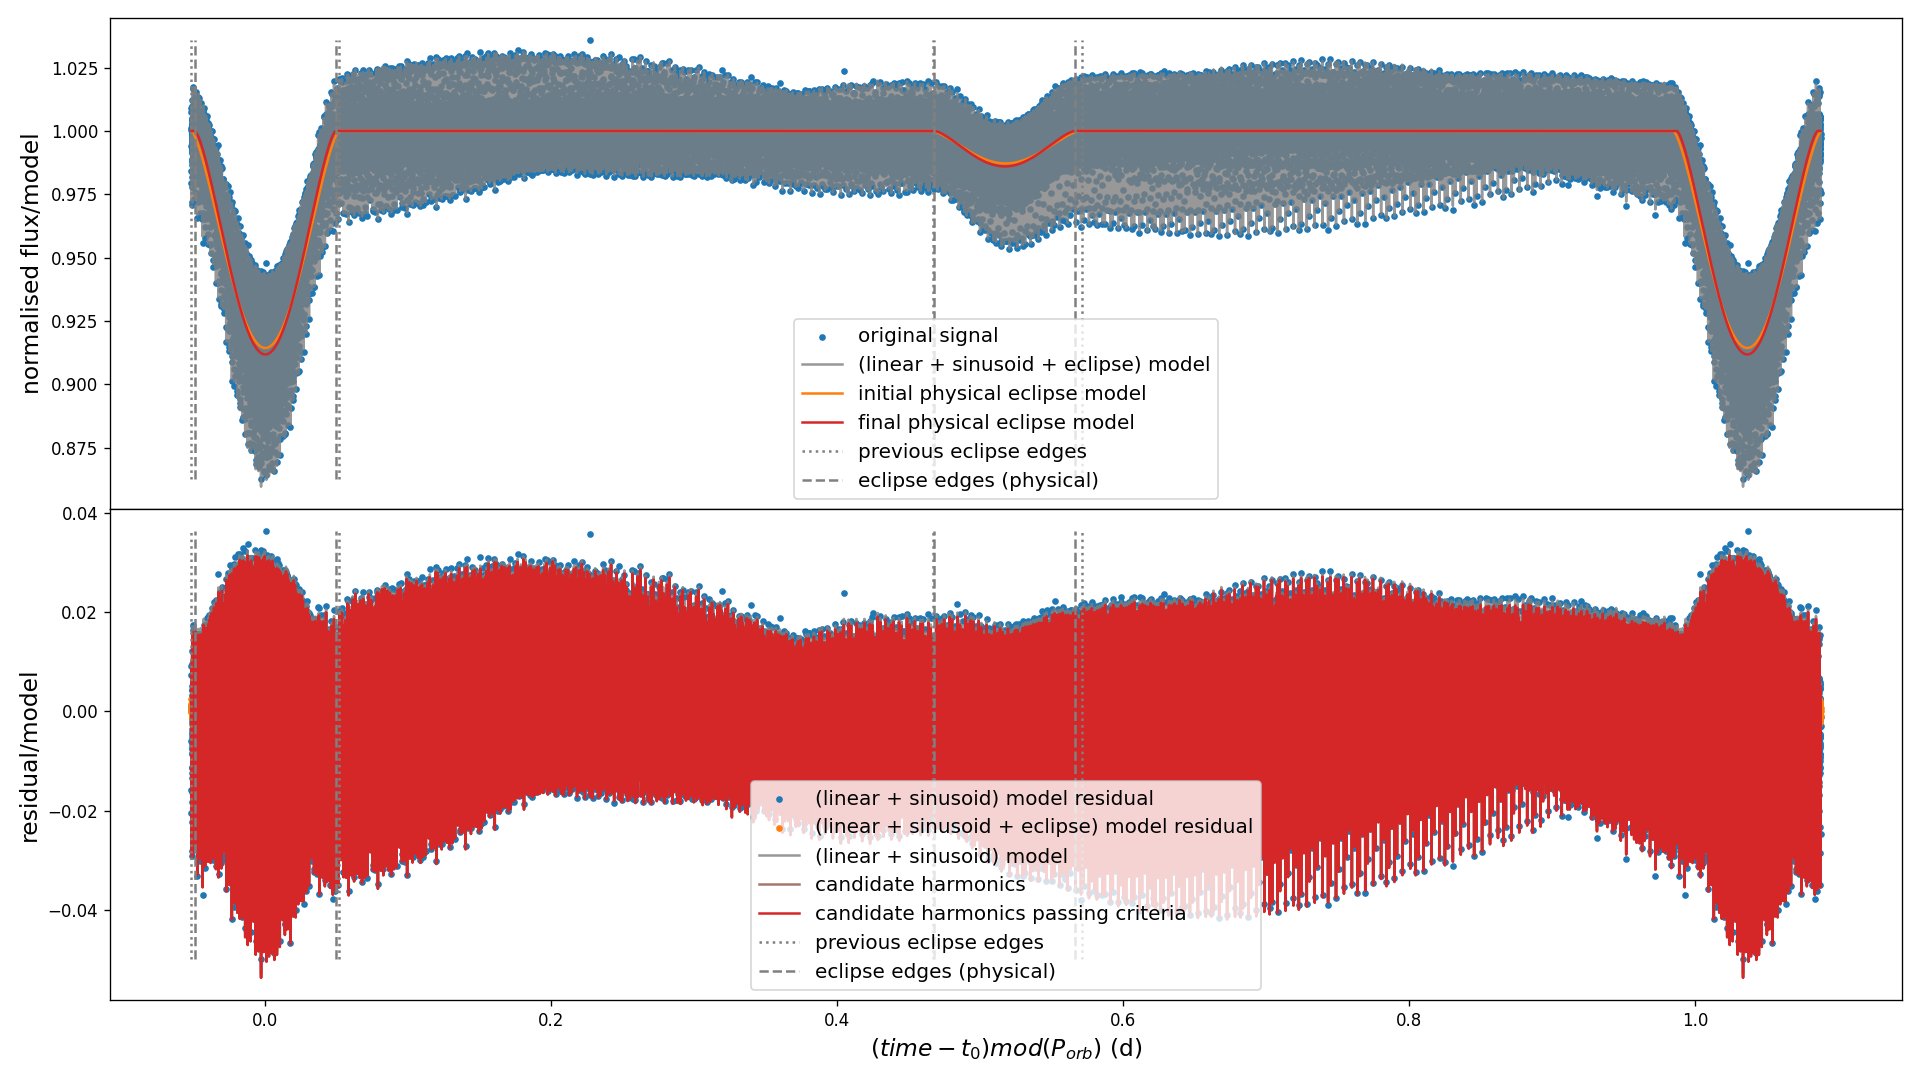 normalised flux/model
1.025
1.000
0.975
0.950
0.925
0.900
0.875
original signal
(linear + sinusoid + eclipse) model
initial physical eclipse model
final physical eclipse model
previous eclipse edges
eclipse edges (physical)
residual/model
0.04
0.02
0.00
−0.02
−0.04
(linear + sinusoid) model residual
(linear + sinusoid + eclipse) model residual
(linear + sinusoid) model
candidate harmonics
candidate harmonics passing criteria
previous eclipse edges
eclipse edges (physical)
0.0 0.2 0.4 0.6 0.8 1.0
(time − t₀)mod(Pₒᵣb) (d)